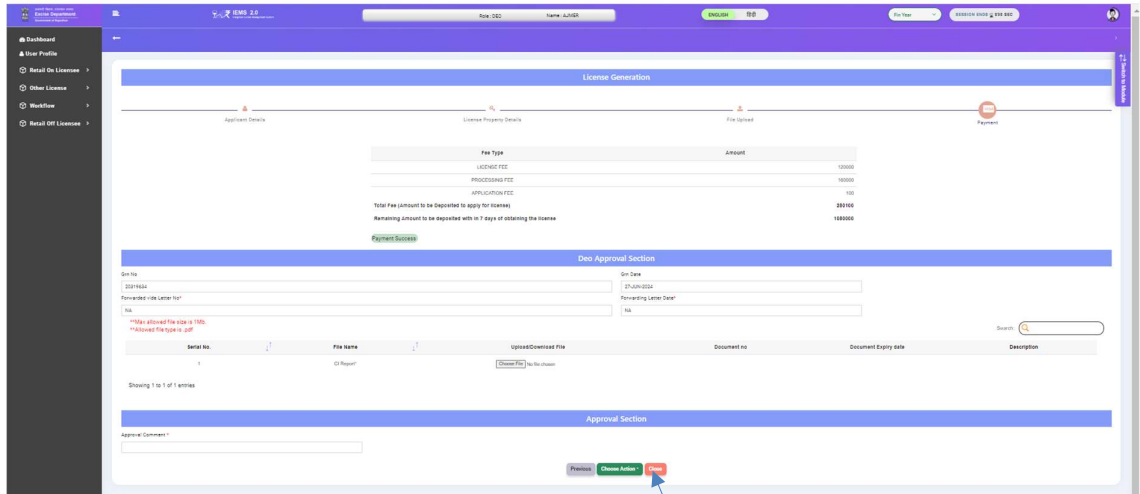 Excise Department
IEMS 2.0
Role : DEO
Name : AJMER
ENGLISH
हिंदी
For Year
Dashboard
User Profile
Retail On Licensee
Other License
Workflow
Retail Off Licensee
Switch to Module
License Generation
Applicant Details
License Property Details
File Upload
Payment
Fee Type Amount
LICENSE FEE 120000
PROCESSING FEE 160000
APPLICATION FEE 100
Total Fee (Amount to be Deposited to apply for license) 280100
Remaining Amount to be deposited with in 7 days of obtaining the license 1080000
Payment Success
Deo Approval Section
Grn No Grn Date
20319624 27-JUN-2024
Forwarded vide Letter No* Forwarding Letter Date*
NA NA
**Max allowed file size is 1Mb.
**Allowed file type is .pdf
Search:
Serial No. File Name Upload/Download File Document no Document Expiry date Description
1 CI Report* Choose File No file chosen
Showing 1 to 1 of 1 entries
Approval Section
Approval Comment *
Previous Choose Action Close